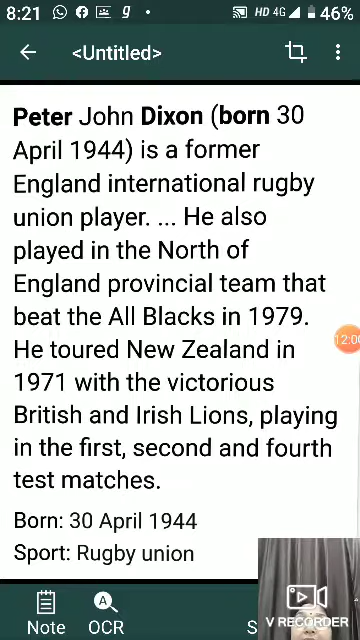 8:21 HD 4G 46%
<Untitled>
Peter John Dixon (born 30
April 1944) is a former
England international rugby
union player. ... He also
played in the North of
England provincial team that
beat the All Blacks in 1979.
12:00
He toured New Zealand in
1971 with the victorious
British and Irish Lions, playing
in the first, second and fourth
test matches.
Born: 30 April 1944
Sport: Rugby union
V RECORDER
Note OCR S